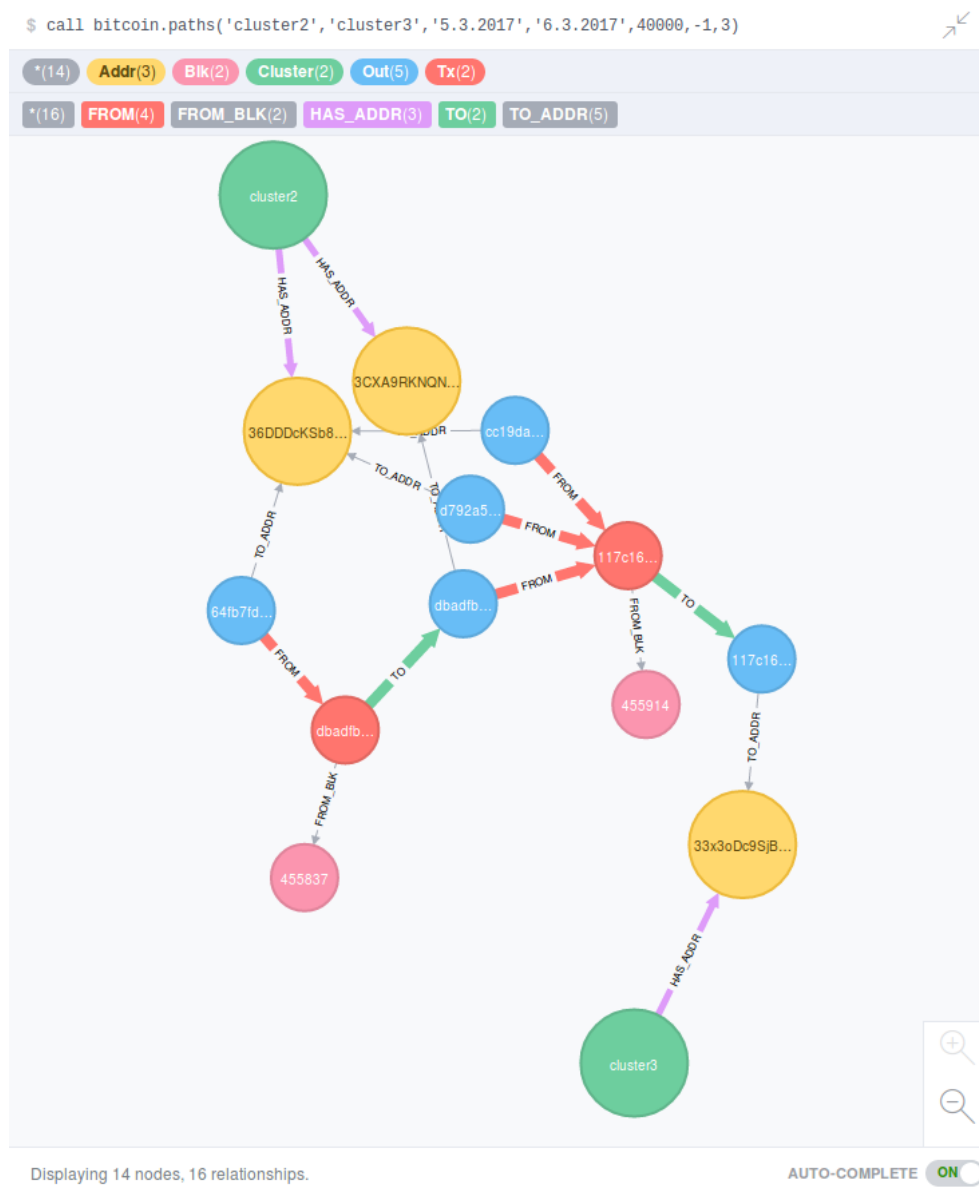 $ call bitcoin.paths('cluster2','cluster3','5.3.2017','6.3.2017',40000,-1,3)
*(14) Addr(3) Blk(2) Cluster(2) Out(5) Tx(2)
*(16) FROM(4) FROM_BLK(2) HAS_ADDR(3) TO(2) TO_ADDR(5)
cluster2
HAS_ADDR
HAS_ADDR
3CXA9RKNQN...
36DDDcKSb8...
cc19da...
TO_ADDR
FROM
d792a5...
FROM
117c16...
TO_ADDR
FROM
dbadfb...
64fb7fd...
FROM
TO
FROM_BLK
TO
117c16...
455914
dbadfb...
TO_ADDR
FROM_BLK
455837
33x3oDc9SjB...
HAS_ADDR
cluster3
Displaying 14 nodes, 16 relationships.
AUTO-COMPLETE ON